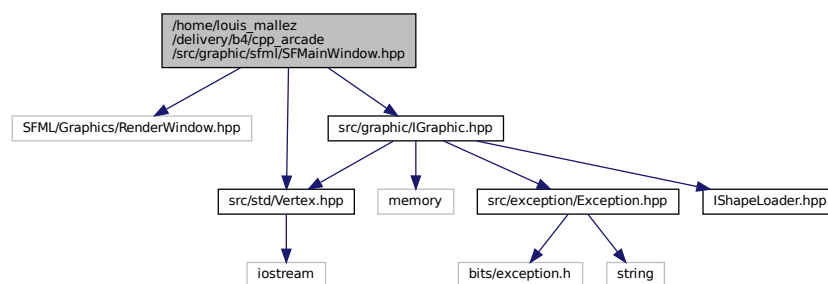 /home/louis_mallez
/delivery/b4/cpp_arcade
/src/graphic/sfml/SFMainWindow.hpp
SFML/Graphics/RenderWindow.hpp
src/graphic/IGraphic.hpp
src/std/Vertex.hpp
memory
src/exception/Exception.hpp
IShapeLoader.hpp
iostream
bits/exception.h
string